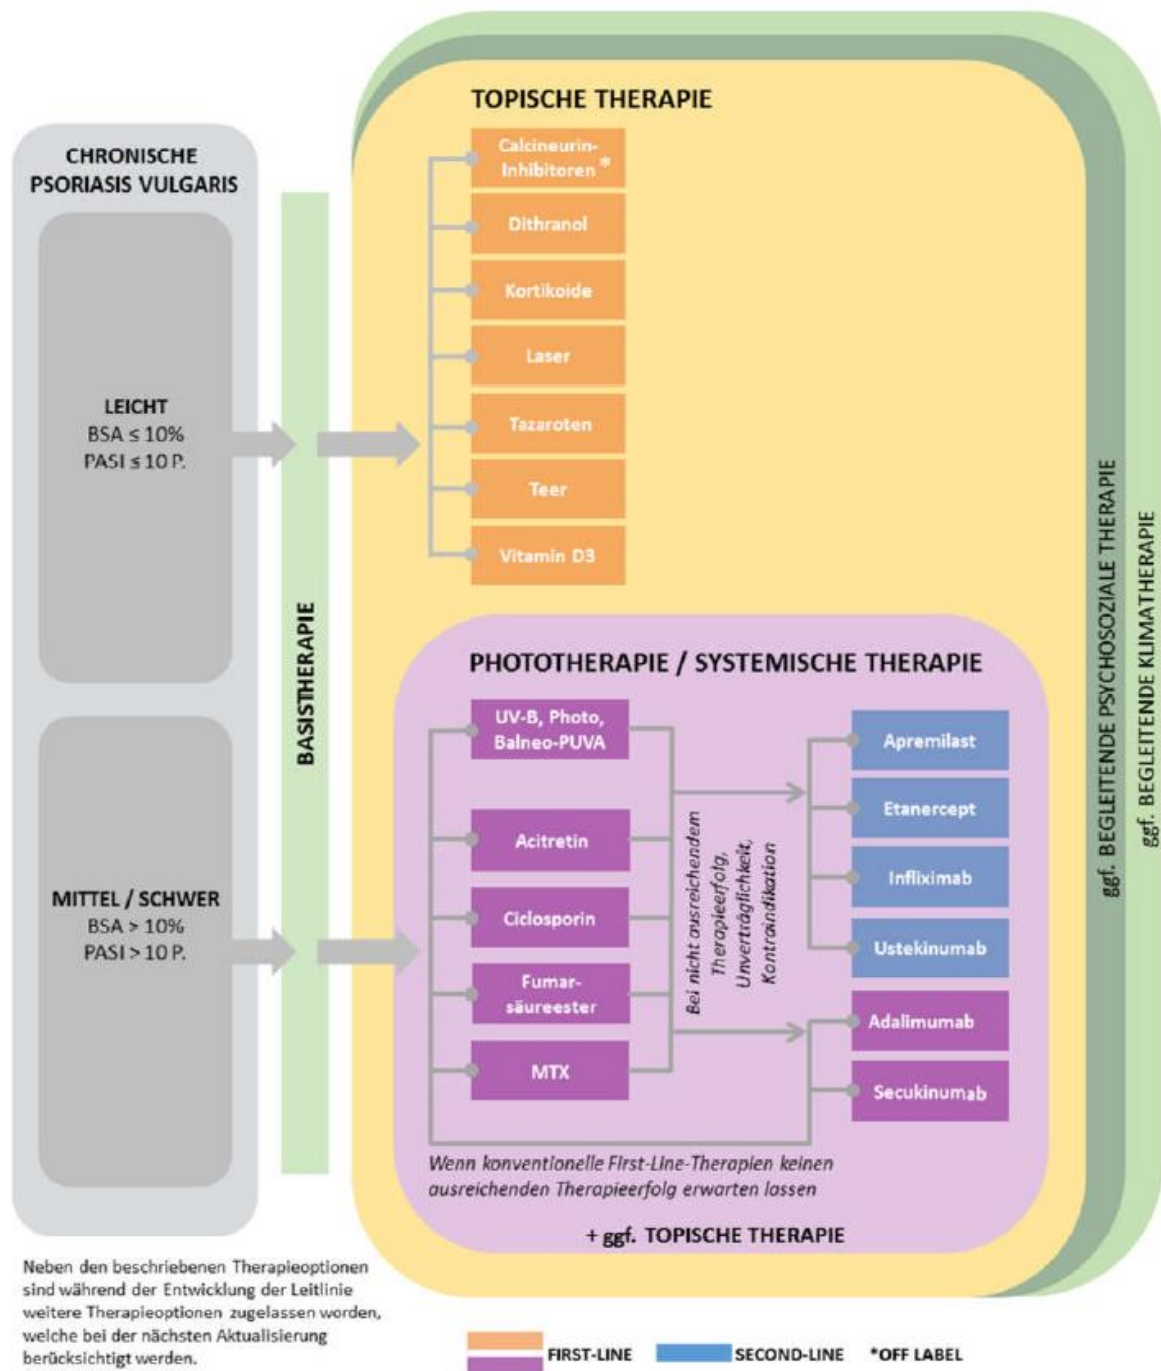 CHRONISCHE
PSORIASIS VULGARIS
LEICHT
BSA ≤ 10%
PASI ≤ 10 P.
MITTEL / SCHWER
BSA > 10%
PASI > 10 P.
BASISTHERAPIE
TOPISCHE THERAPIE
Calcineurin-
Inhibitoren *
Dithranol
Kortikoide
Laser
Tazaroten
Teer
Vitamin D3
PHOTOTHERAPIE / SYSTEMISCHE THERAPIE
UV-B, Photo,
Balneo-PUVA
Acitretin
Ciclosporin
Fumar-
säureester
MTX
Bei nicht ausreichendem
Therapieerfolg,
Unverträglichkeit,
Kontraindikation
Apremilast
Etanercept
Infliximab
Ustekinumab
Adalimumab
Secukinumab
Wenn konventionelle First-Line-Therapien keinen
ausreichenden Therapieerfolg erwarten lassen
+ ggf. TOPISCHE THERAPIE
ggf. BEGLEITENDE PSYCHOSOZIALE THERAPIE
ggf. BEGLEITENDE KLIMATHERAPIE
Neben den beschriebenen Therapieoptionen
sind während der Entwicklung der Leitlinie
weitere Therapieoptionen zugelassen worden,
welche bei der nächsten Aktualisierung
berücksichtigt werden.
FIRST-LINE SECOND-LINE *OFF LABEL